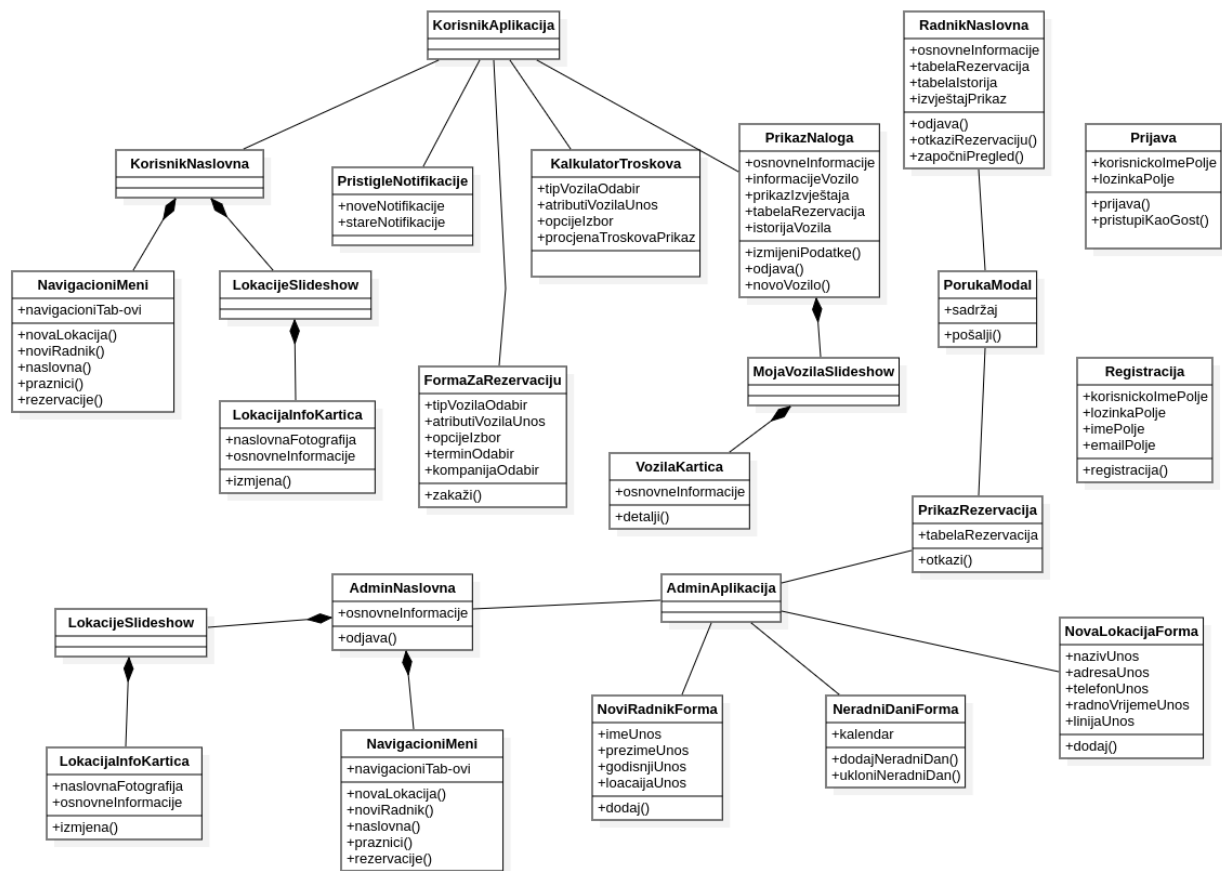 KorisnikAplikacija
RadnikNaslovna
+osnovneInformacije
+tabelaRezervacija
+tabelaIstorija
+izvještajPrikaz
+odjava()
+otkaziRezervaciju()
+započniPregled()
Prijava
+korisnickoImePolje
+lozinkaPolje
+prijava()
+pristupiKaoGost()
KorisnikNaslovna
PristigleNotifikacije
+noveNotifikacije
+stareNotifikacije
KalkulatorTroskova
+tipVozilaOdabir
+atributiVozilaUnos
+opcijeIzbor
+procjenaTroskovaPrikaz
PrikazNaloga
+osnovneInformacije
+informacijeVozilo
+prikazIzvještaja
+tabelaRezervacija
+istorijaVozila
+izmijeniPodatke()
+odjava()
+novoVozilo()
NavigacioniMeni
+navigacioniTab-ovi
+novaLokacija()
+noviRadnik()
+naslovna()
+praznici()
+rezervacije()
LokacijeSlideshow
PorukaModal
+sadržaj
+pošalji()
LokacijaInfoKartica
+naslovnaFotografija
+osnovneInformacije
+izmjena()
FormaZaRezervaciju
+tipVozilaOdabir
+atributiVozilaUnos
+opcijeIzbor
+terminOdabir
+kompanijaOdabir
+zakaži()
MojaVozilaSlideshow
Registracija
+korisnickoImePolje
+lozinkaPolje
+imePolje
+emailPolje
+registracija()
VozilaKartica
+osnovneInformacije
+detalji()
PrikazRezervacija
+tabelaRezervacija
+otkazi()
LokacijeSlideshow
AdminNaslovna
+osnovneInformacije
+odjava()
AdminAplikacija
NovaLokacijaForma
+nazivUnos
+adresaUnos
+telefonUnos
+radnoVrijemeUnos
+linijaUnos
+dodaj()
LokacijaInfoKartica
+naslovnaFotografija
+osnovneInformacije
+izmjena()
NavigacioniMeni
+navigacioniTab-ovi
+novaLokacija()
+noviRadnik()
+naslovna()
+praznici()
+rezervacije()
NoviRadnikForma
+imeUnos
+prezimeUnos
+godisnjiUnos
+loacaijaUnos
+dodaj()
NeradniDaniForma
+kalendar
+dodajNeradniDan()
+ukloniNeradniDan()